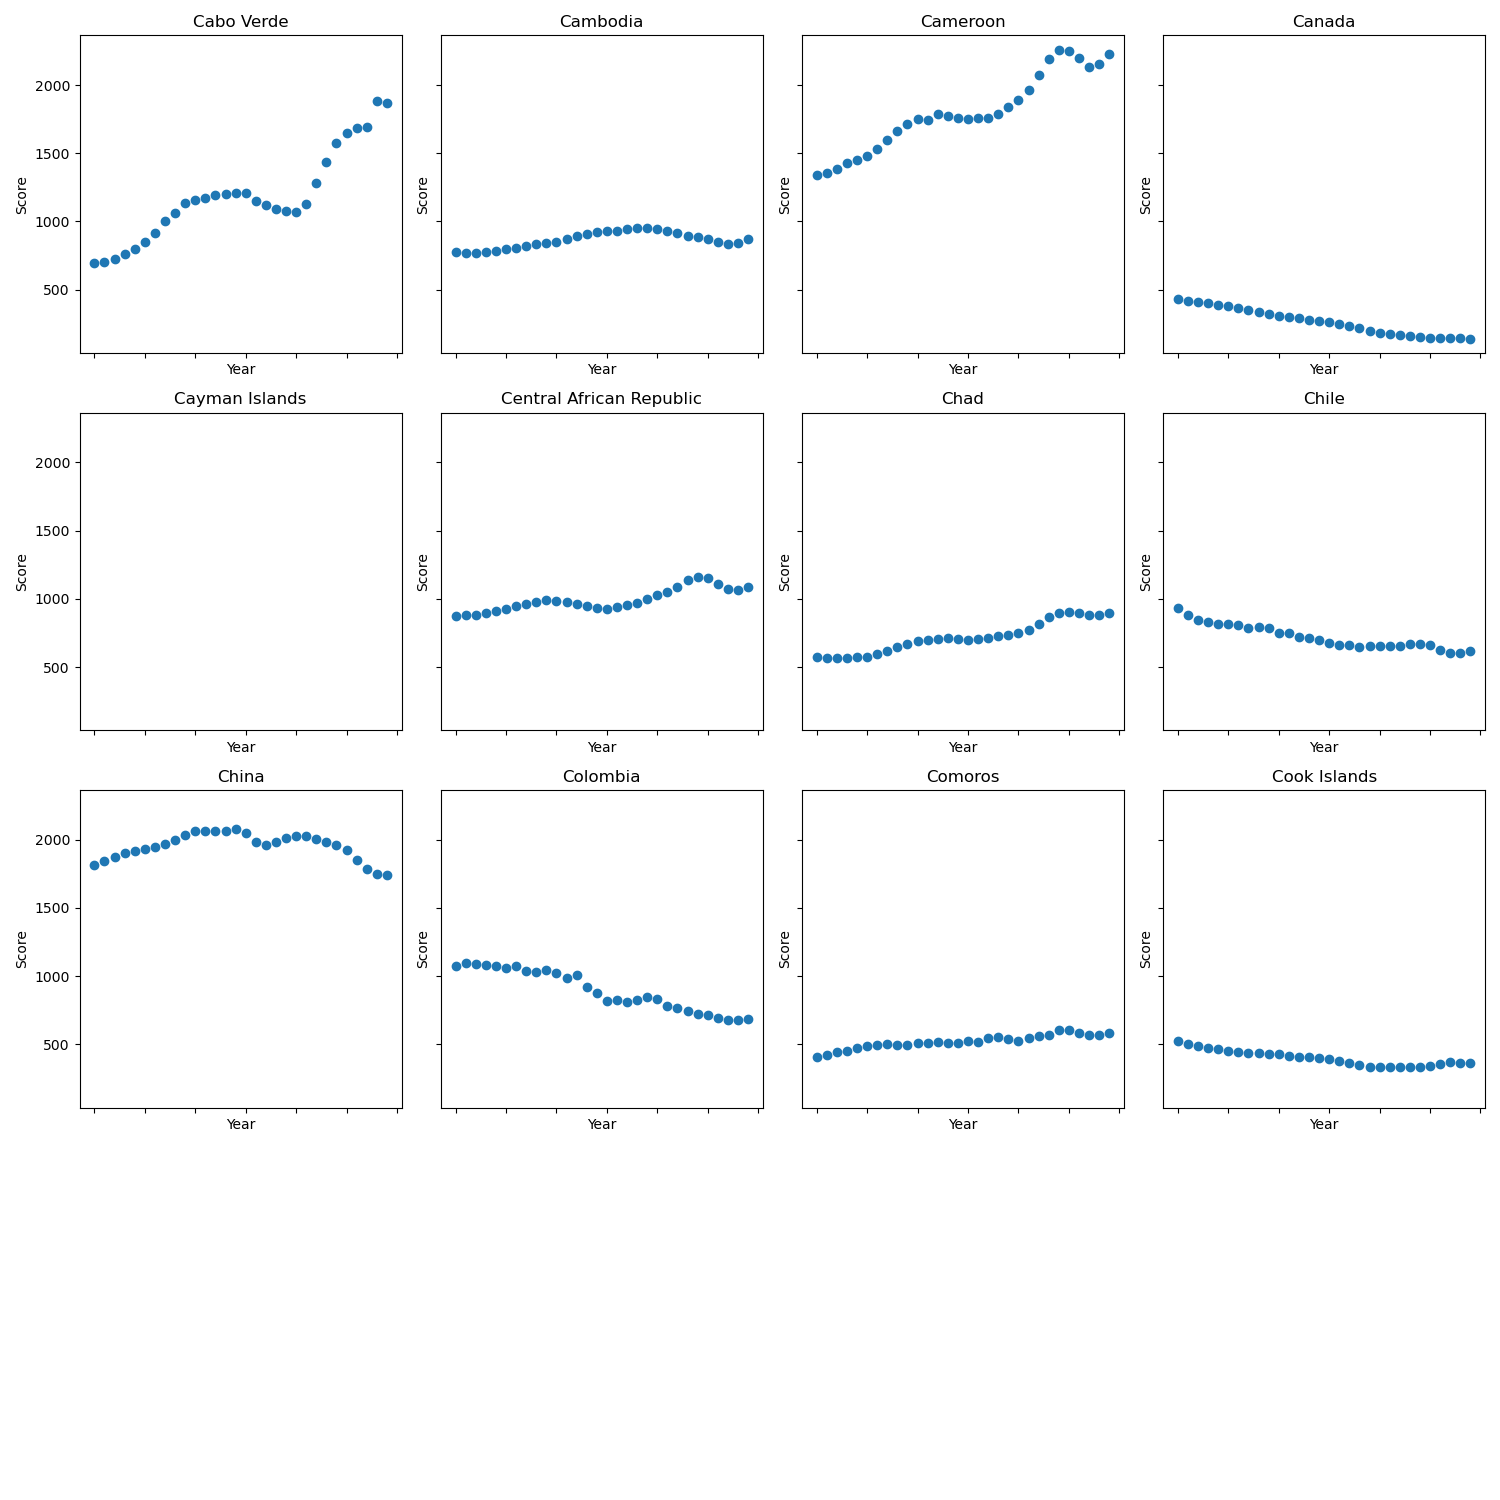 Cabo Verde
Cambodia
Cameroon
Canada
2000
1500
1000
500
Score
Score
Score
Score
Year
Year
Year
Year
Cayman Islands
Central African Republic
Chad
Chile
2000
1500
1000
500
Score
Score
Score
Score
Year
Year
Year
Year
China
Colombia
Comoros
Cook Islands
2000
1500
1000
500
Score
Score
Score
Score
Year
Year
Year
Year